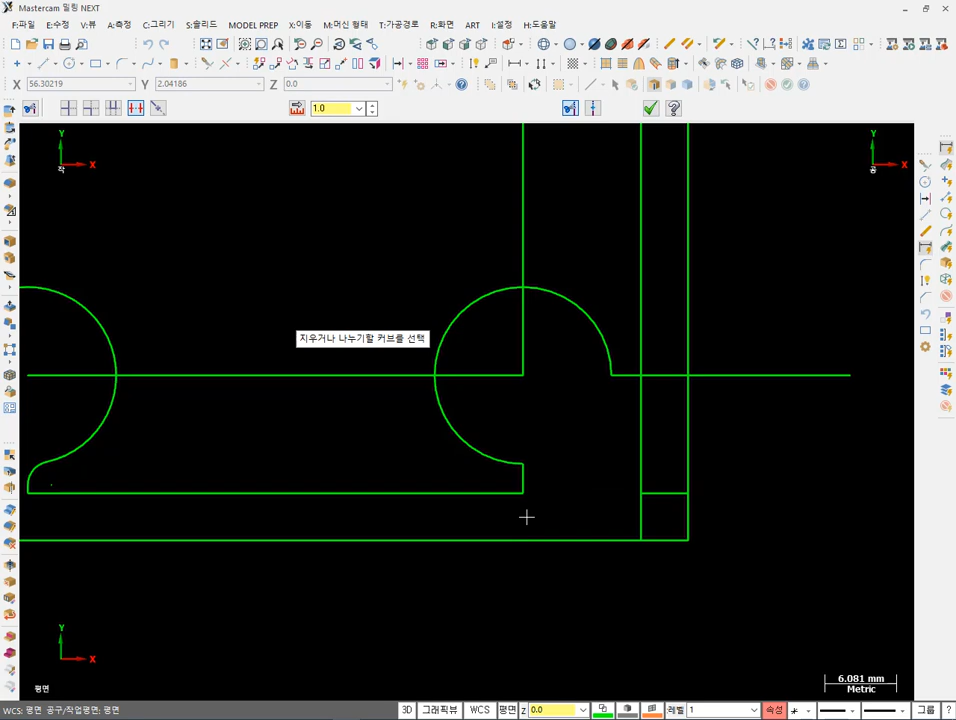 Mastercam 밀링 NEXT
F:파일 E:수정 V:뷰 A:측정 C:그리기 S:솔리드 MODEL PREP X:이동 M:머신 형태 T:가공경로 R:화면 ART I:설정 H:도움말
X 56.30219 Y 2.04186 Z 0.0
1.0
Y Y
X X
작 공
지우거나 나누기할 커브를 선택
Y
X
평면
6.081 mm
Metric
WCS: 평면 공구/작업평면: 평면 3D 그래픽뷰 WCS 평면 Z 0.0 레벨 1 속성 그룹 ?